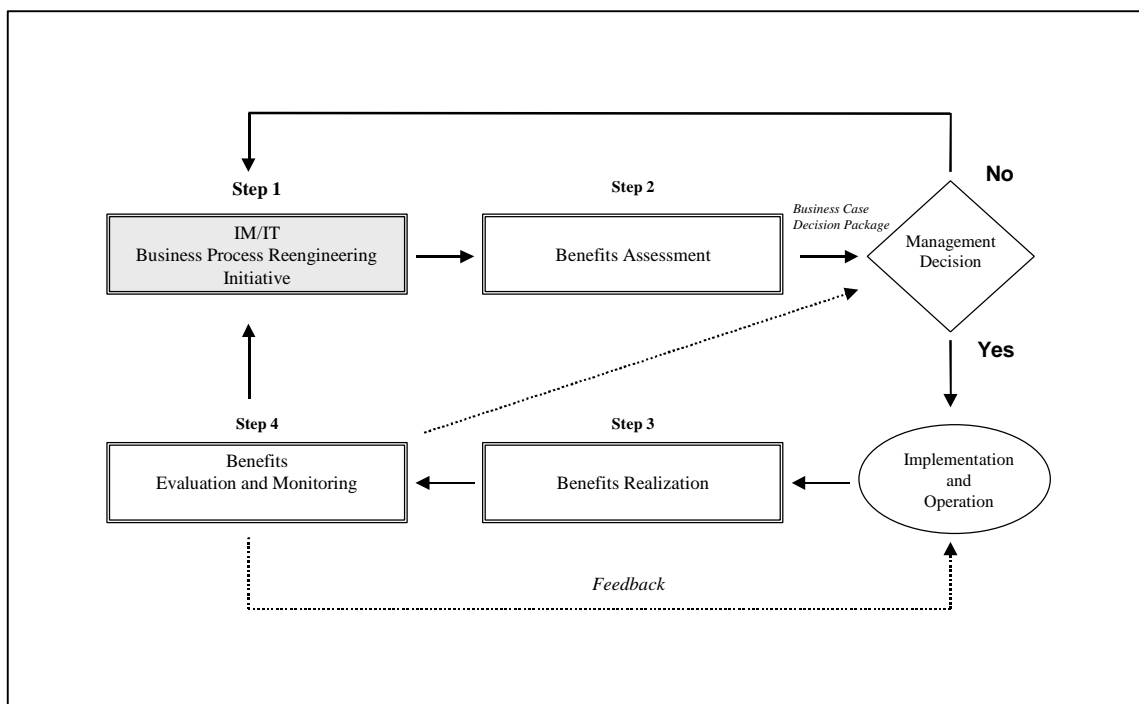 No
Step 1
Step 2
Business Case
Decision Package
IM/IT
Business Process Reengineering
Initiative
Benefits Assessment
Management
Decision
Yes
Step 4
Step 3
Benefits
Evaluation and Monitoring
Benefits Realization
Implementation
and
Operation
Feedback